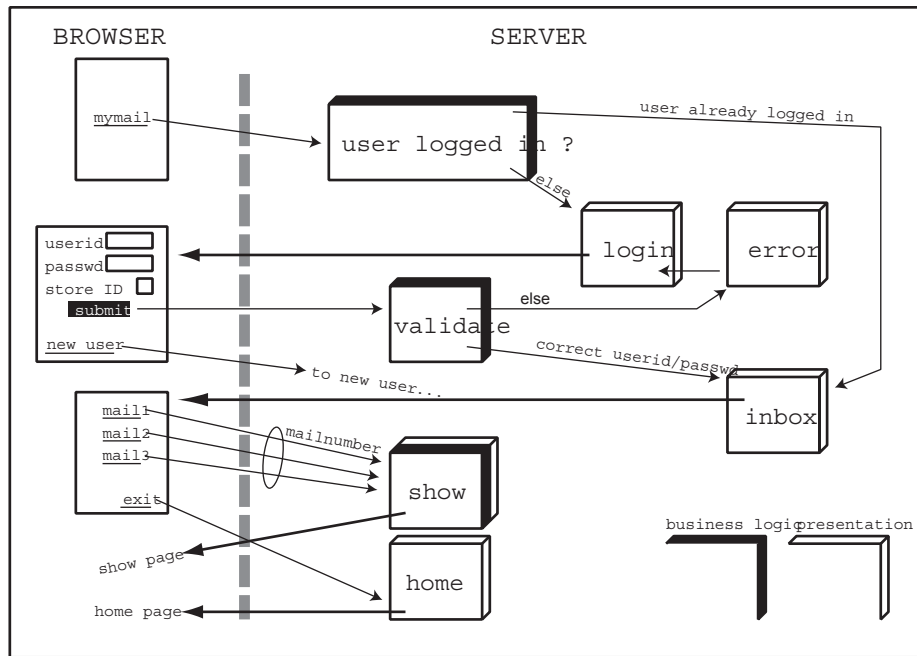 BROWSER
SERVER
mymail
user logged in ?
user already logged in
else
userid
passwd
store ID
submit
new user
login
error
validate
else
correct userid/passwd
to new user...
inbox
mail1
mail2
mail3
exit
mailnumber
show
show page
home
home page
business logic
presentation